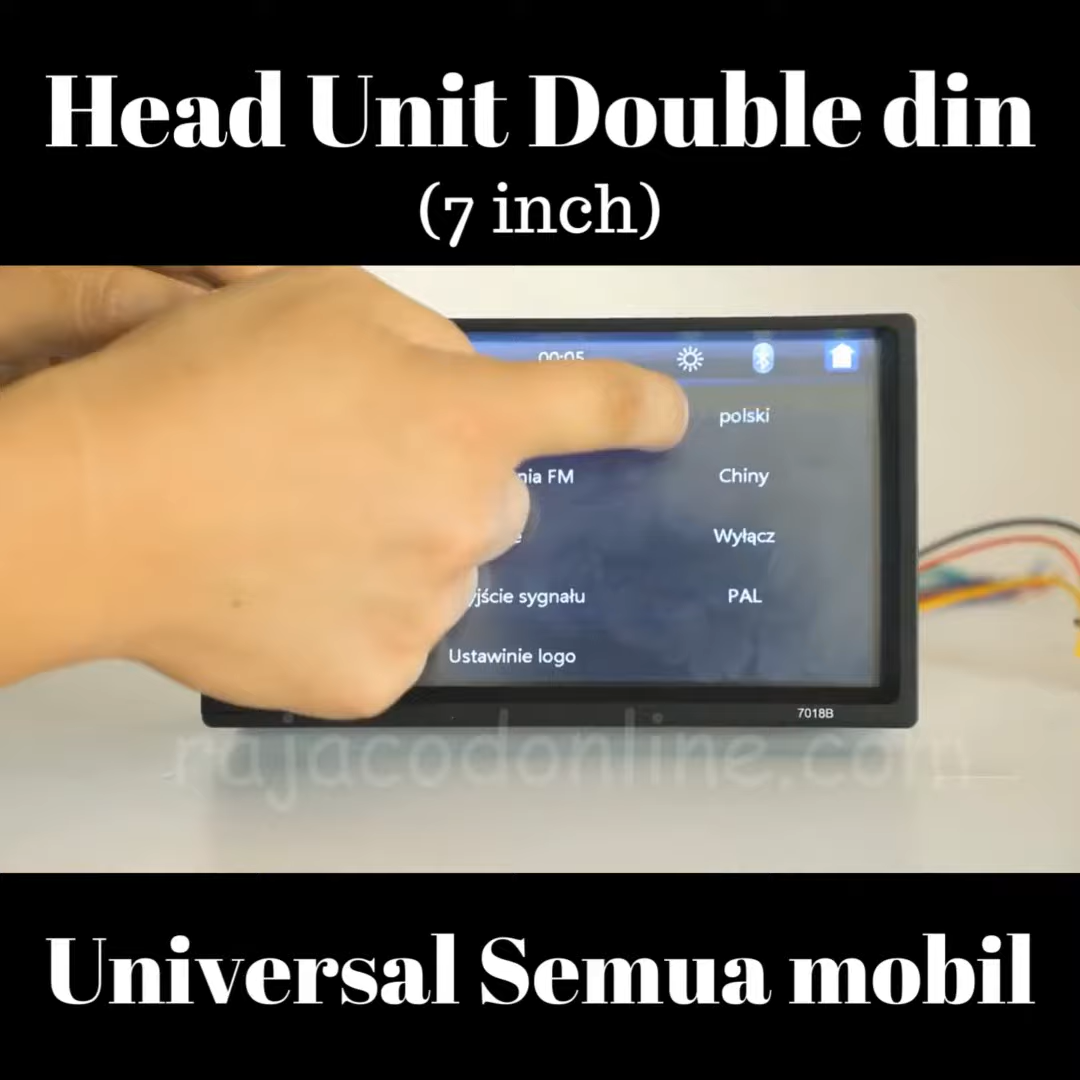 Head Unit Double din
(7 inch)
00:05
polski
nia FM
Chiny
Wyłącz
PAL
jście sygnału
Ustawinie logo
7018B
rajacodonline.com
Universal Semua mobil